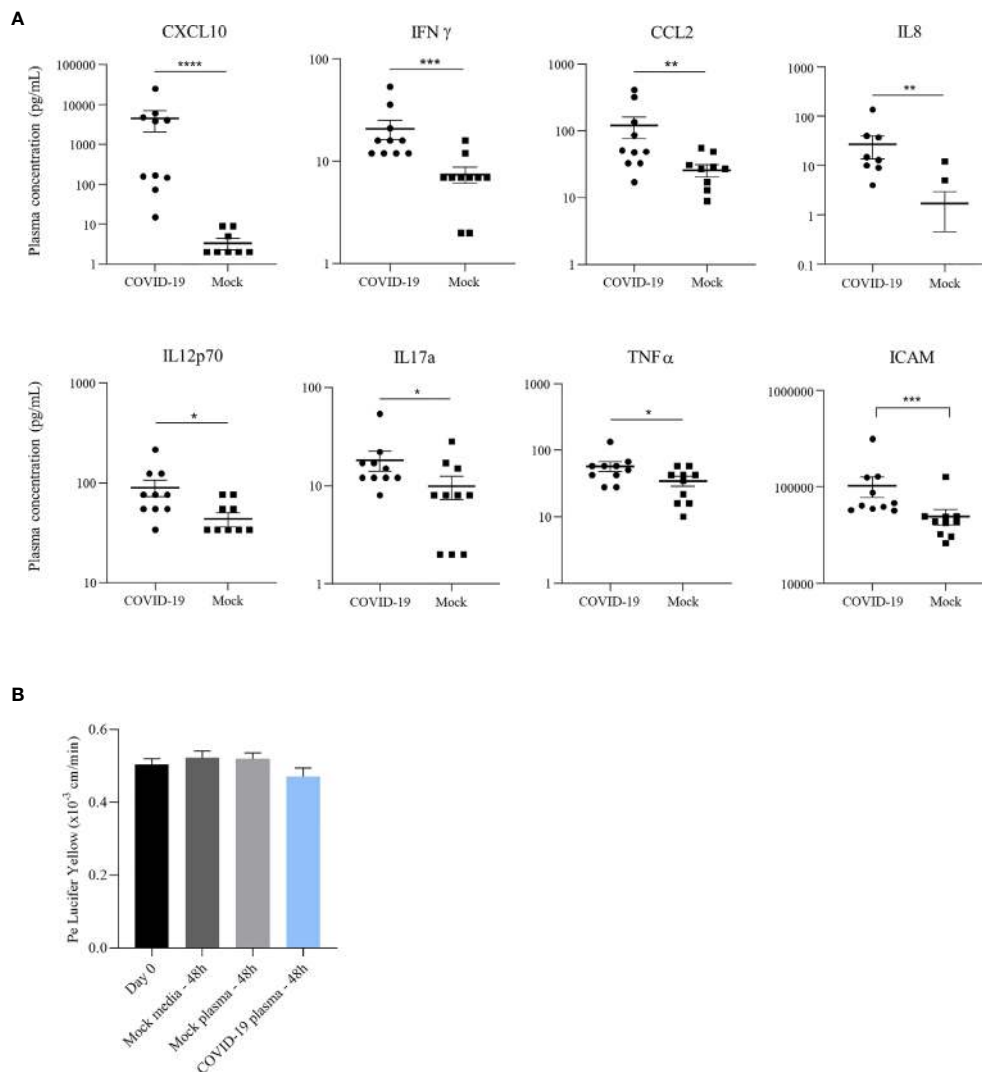 A
CXCL10
Plasma concentration (pg/mL)
100000
10000
1000
100
10
1
****
COVID-19 Mock
IFN γ
100
10
1
***
COVID-19 Mock
CCL2
1000
100
10
1
**
COVID-19 Mock
IL8
1000
100
10
1
0.1
**
COVID-19 Mock
IL12p70
Plasma concentration (pg/mL)
1000
100
10
*
COVID-19 Mock
IL17a
100
10
1
*
COVID-19 Mock
TNF α
1000
100
10
1
*
COVID-19 Mock
ICAM
1000000
100000
10000
***
COVID-19 Mock
B
Pe Lucifer Yellow (x10⁻³ cm/min)
0.6
0.4
0.2
0.0
Day 0
Mock media - 48h
Mock plasma - 48h
COVID-19 plasma - 48h